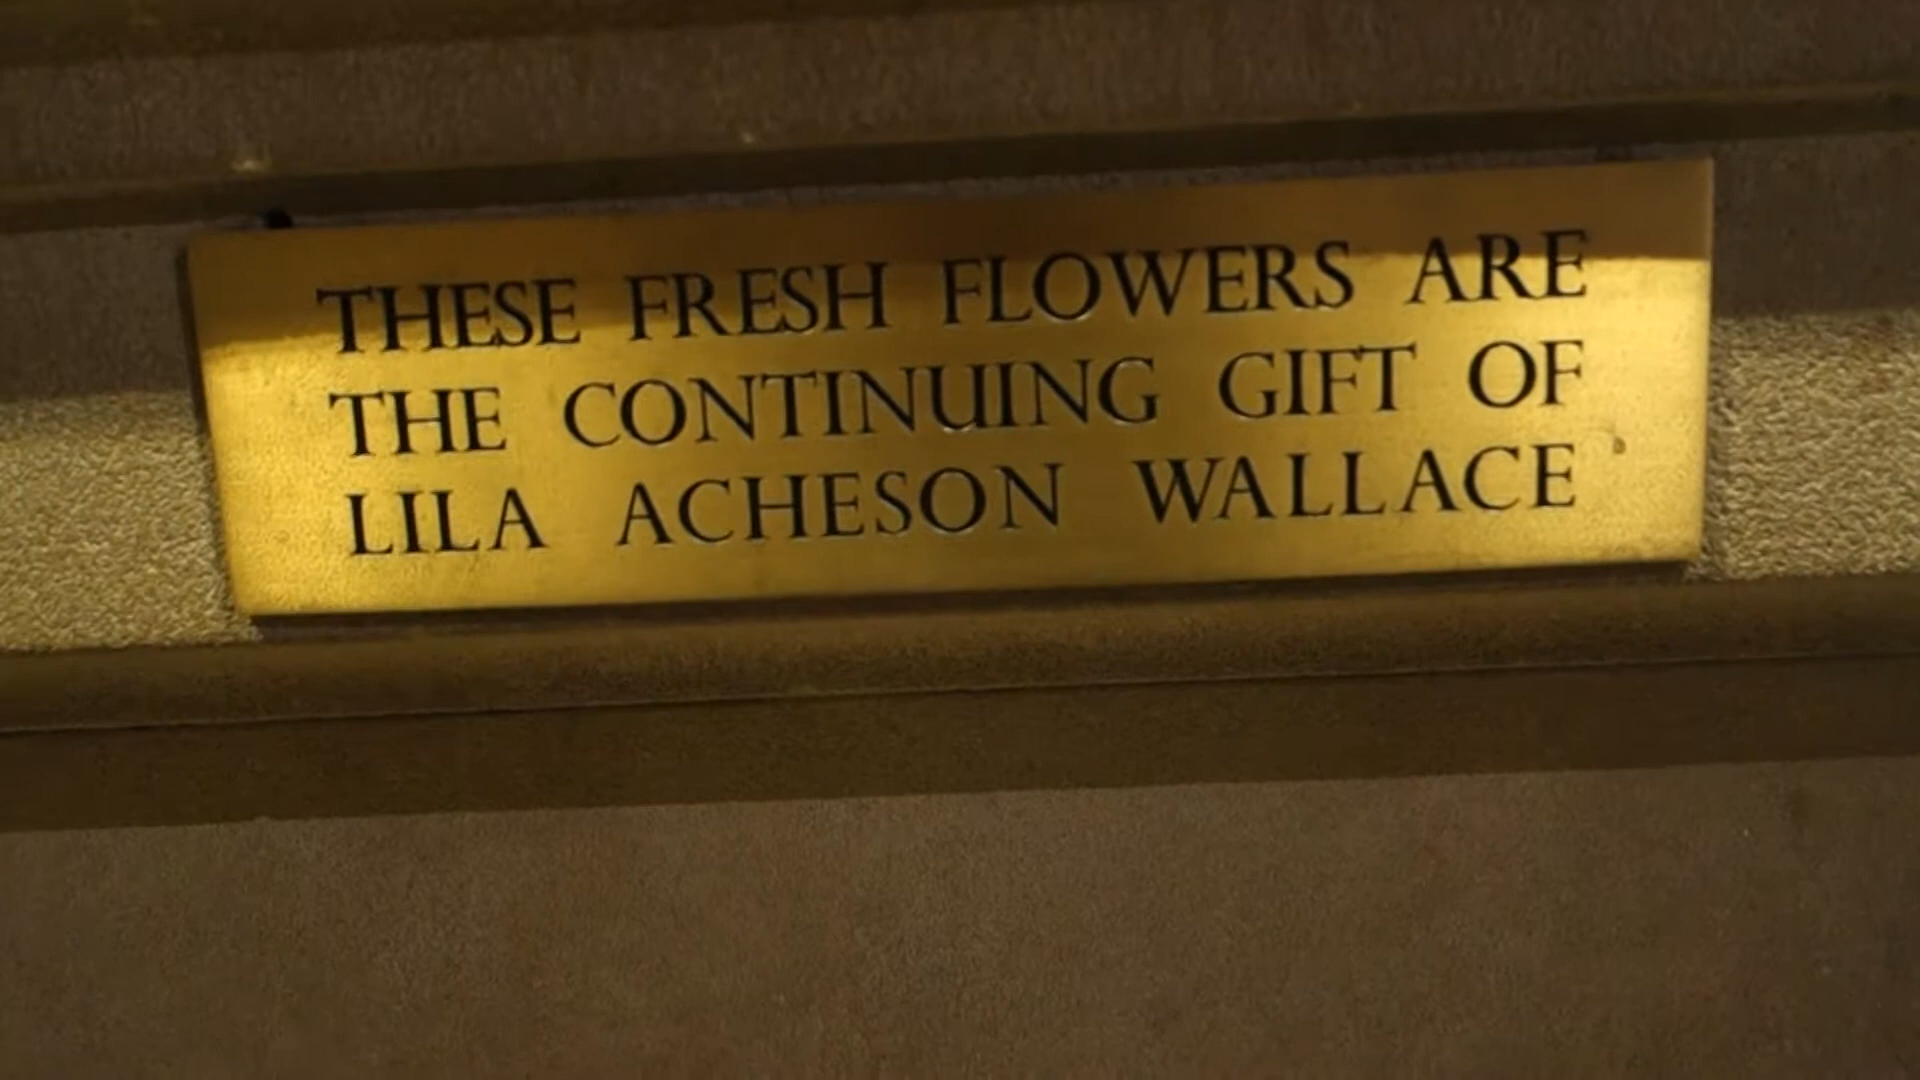 THESE FRESH FLOWERS ARE
THE CONTINUING GIFT OF
LILA ACHESON WALLACE